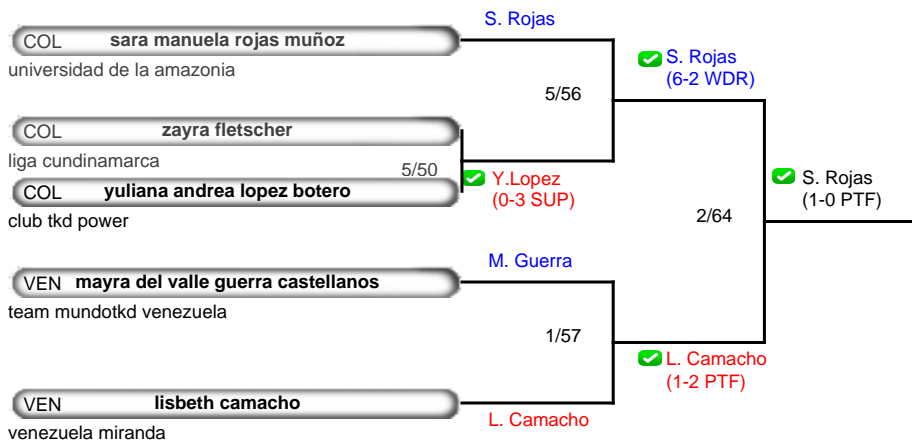 S. Rojas
COL sara manuela rojas muñoz
universidad de la amazonia
S. Rojas
(6-2 WDR)
5/56
COL zayra fletscher
liga cundinamarca
5/50
COL yuliana andrea lopez botero
club tkd power
Y.Lopez
(0-3 SUP)
S. Rojas
(1-0 PTF)
2/64
M. Guerra
VEN mayra del valle guerra castellanos
team mundotkd venezuela
1/57
L. Camacho
(1-2 PTF)
VEN lisbeth camacho
L. Camacho
venezuela miranda